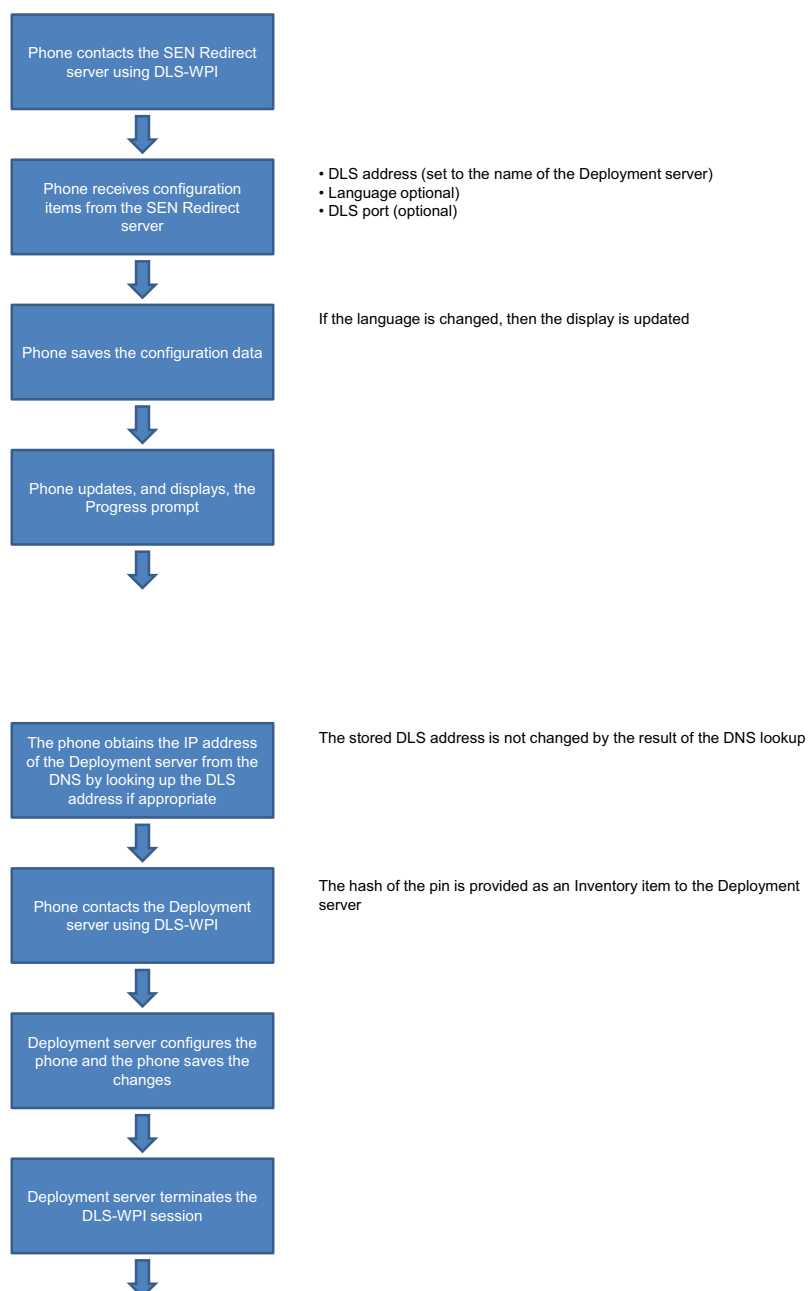 Phone contacts the SEN Redirect
server using DLS-WPI
Phone receives configuration
items from the SEN Redirect
server
• DLS address (set to the name of the Deployment server)
• Language optional)
• DLS port (optional)
Phone saves the configuration data
If the language is changed, then the display is updated
Phone updates, and displays, the
Progress prompt
The phone obtains the IP address
of the Deployment server from the
DNS by looking up the DLS
address if appropriate
The stored DLS address is not changed by the result of the DNS lookup
Phone contacts the Deployment
server using DLS-WPI
The hash of the pin is provided as an Inventory item to the Deployment
server
Deployment server configures the
phone and the phone saves the
changes
Deployment server terminates the
DLS-WPI session